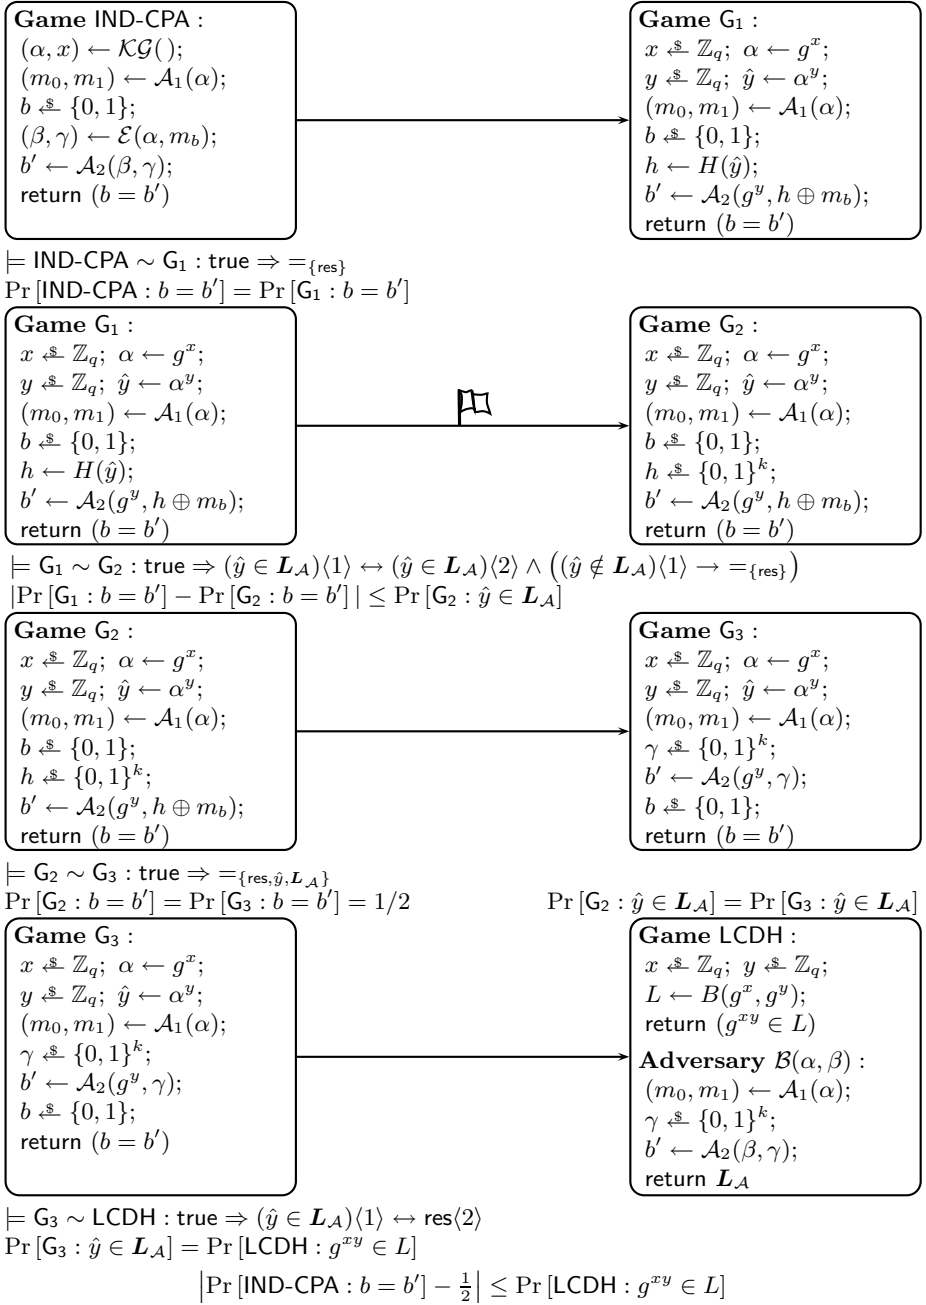 Game IND-CPA :
(α, x) ← 𝒦𝒢( );
(m₀, m₁) ← 𝒜₁(α);
b ←$ {0, 1};
(β, γ) ← ℰ(α, m_b);
b′ ← 𝒜₂(β, γ);
return (b = b′)
Game G₁ :
x ←$ ℤ_q; α ← g^x;
y ←$ ℤ_q; ŷ ← α^y;
(m₀, m₁) ← 𝒜₁(α);
b ←$ {0, 1};
h ← H(ŷ);
b′ ← 𝒜₂(g^y, h ⊕ m_b);
return (b = b′)
⊨ IND-CPA ∼ G₁ : true ⇒ =_{res}
Pr [IND-CPA : b = b′] = Pr [G₁ : b = b′]
Game G₁ :
x ←$ ℤ_q; α ← g^x;
y ←$ ℤ_q; ŷ ← α^y;
(m₀, m₁) ← 𝒜₁(α);
b ←$ {0, 1};
h ← H(ŷ);
b′ ← 𝒜₂(g^y, h ⊕ m_b);
return (b = b′)
Game G₂ :
x ←$ ℤ_q; α ← g^x;
y ←$ ℤ_q; ŷ ← α^y;
(m₀, m₁) ← 𝒜₁(α);
b ←$ {0, 1};
h ←$ {0, 1}^k;
b′ ← 𝒜₂(g^y, h ⊕ m_b);
return (b = b′)
⊨ G₁ ∼ G₂ : true ⇒ (ŷ ∈ L_𝒜)⟨1⟩ ↔ (ŷ ∈ L_𝒜)⟨2⟩ ∧ ((ŷ ∉ L_𝒜)⟨1⟩ → =_{res})
|Pr [G₁ : b = b′] − Pr [G₂ : b = b′] | ≤ Pr [G₂ : ŷ ∈ L_𝒜]
Game G₂ :
x ←$ ℤ_q; α ← g^x;
y ←$ ℤ_q; ŷ ← α^y;
(m₀, m₁) ← 𝒜₁(α);
b ←$ {0, 1};
h ←$ {0, 1}^k;
b′ ← 𝒜₂(g^y, h ⊕ m_b);
return (b = b′)
Game G₃ :
x ←$ ℤ_q; α ← g^x;
y ←$ ℤ_q; ŷ ← α^y;
(m₀, m₁) ← 𝒜₁(α);
γ ←$ {0, 1}^k;
b′ ← 𝒜₂(g^y, γ);
b ←$ {0, 1};
return (b = b′)
⊨ G₂ ∼ G₃ : true ⇒ =_{res,ŷ,L_𝒜}
Pr [G₂ : b = b′] = Pr [G₃ : b = b′] = 1/2 Pr [G₂ : ŷ ∈ L_𝒜] = Pr [G₃ : ŷ ∈ L_𝒜]
Game G₃ :
x ←$ ℤ_q; α ← g^x;
y ←$ ℤ_q; ŷ ← α^y;
(m₀, m₁) ← 𝒜₁(α);
γ ←$ {0, 1}^k;
b′ ← 𝒜₂(g^y, γ);
b ←$ {0, 1};
return (b = b′)
Game LCDH :
x ←$ ℤ_q; y ←$ ℤ_q;
L ← B(g^x, g^y);
return (g^{xy} ∈ L)
Adversary ℬ(α, β) :
(m₀, m₁) ← 𝒜₁(α);
γ ←$ {0, 1}^k;
b′ ← 𝒜₂(β, γ);
return L_𝒜
⊨ G₃ ∼ LCDH : true ⇒ (ŷ ∈ L_𝒜)⟨1⟩ ↔ res⟨2⟩
Pr [G₃ : ŷ ∈ L_𝒜] = Pr [LCDH : g^{xy} ∈ L]
|Pr [IND-CPA : b = b′] − 1/2| ≤ Pr [LCDH : g^{xy} ∈ L]